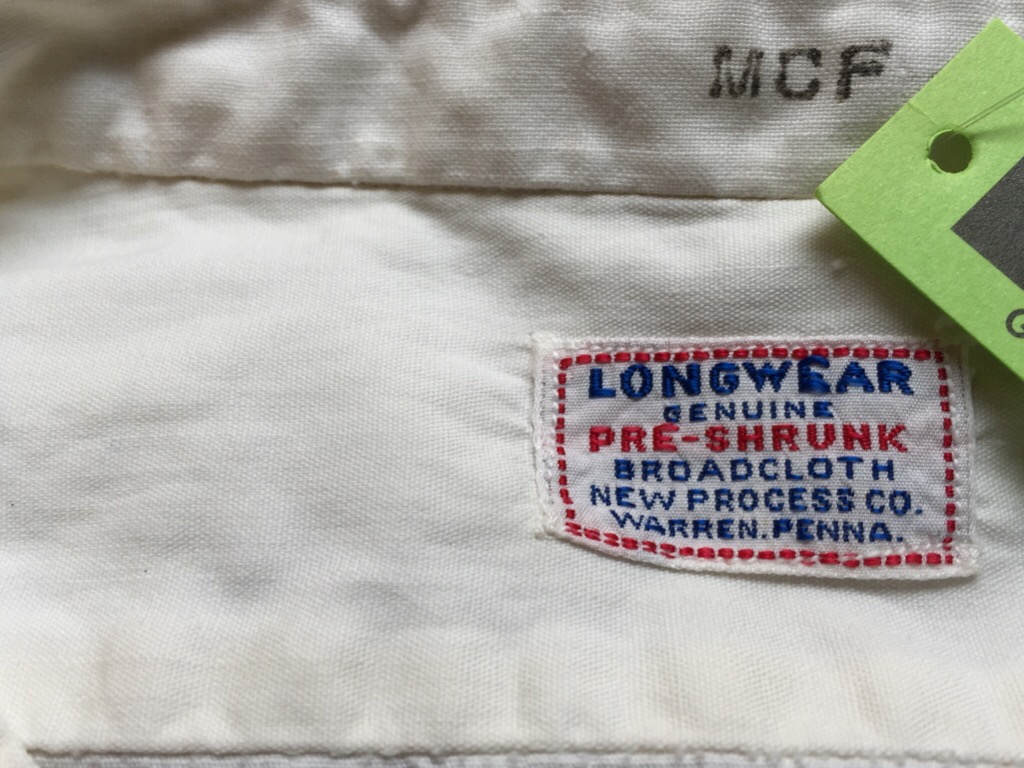 MCF
LONGWEAR
GENUINE
PRE-SHRUNK
BROADCLOTH
NEW PROCESS CO.
WARREN. PENNA.